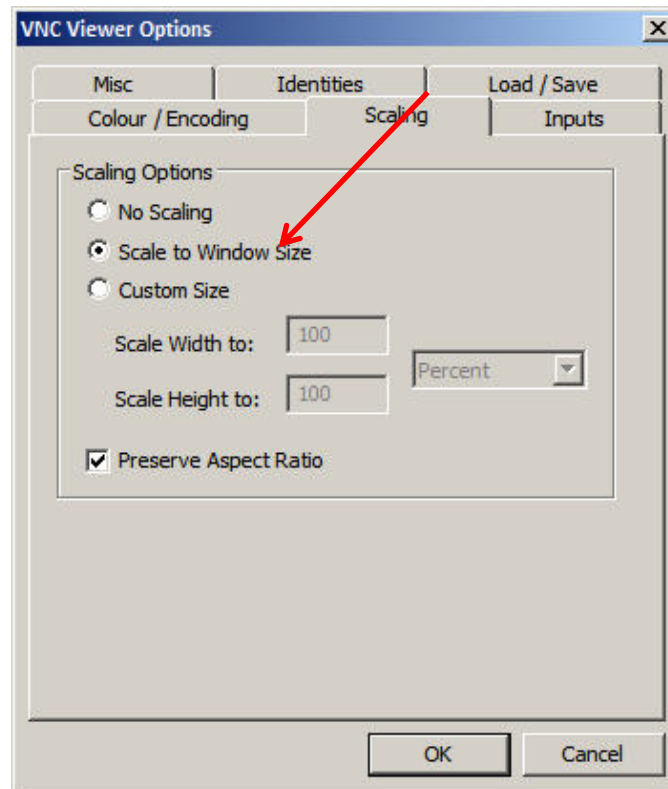 VNC Viewer Options
Misc Identities Load / Save
Colour / Encoding Scaling Inputs
Scaling Options
No Scaling
Scale to Window Size
Custom Size
Scale Width to: 100
Percent
Scale Height to: 100
Preserve Aspect Ratio
OK Cancel